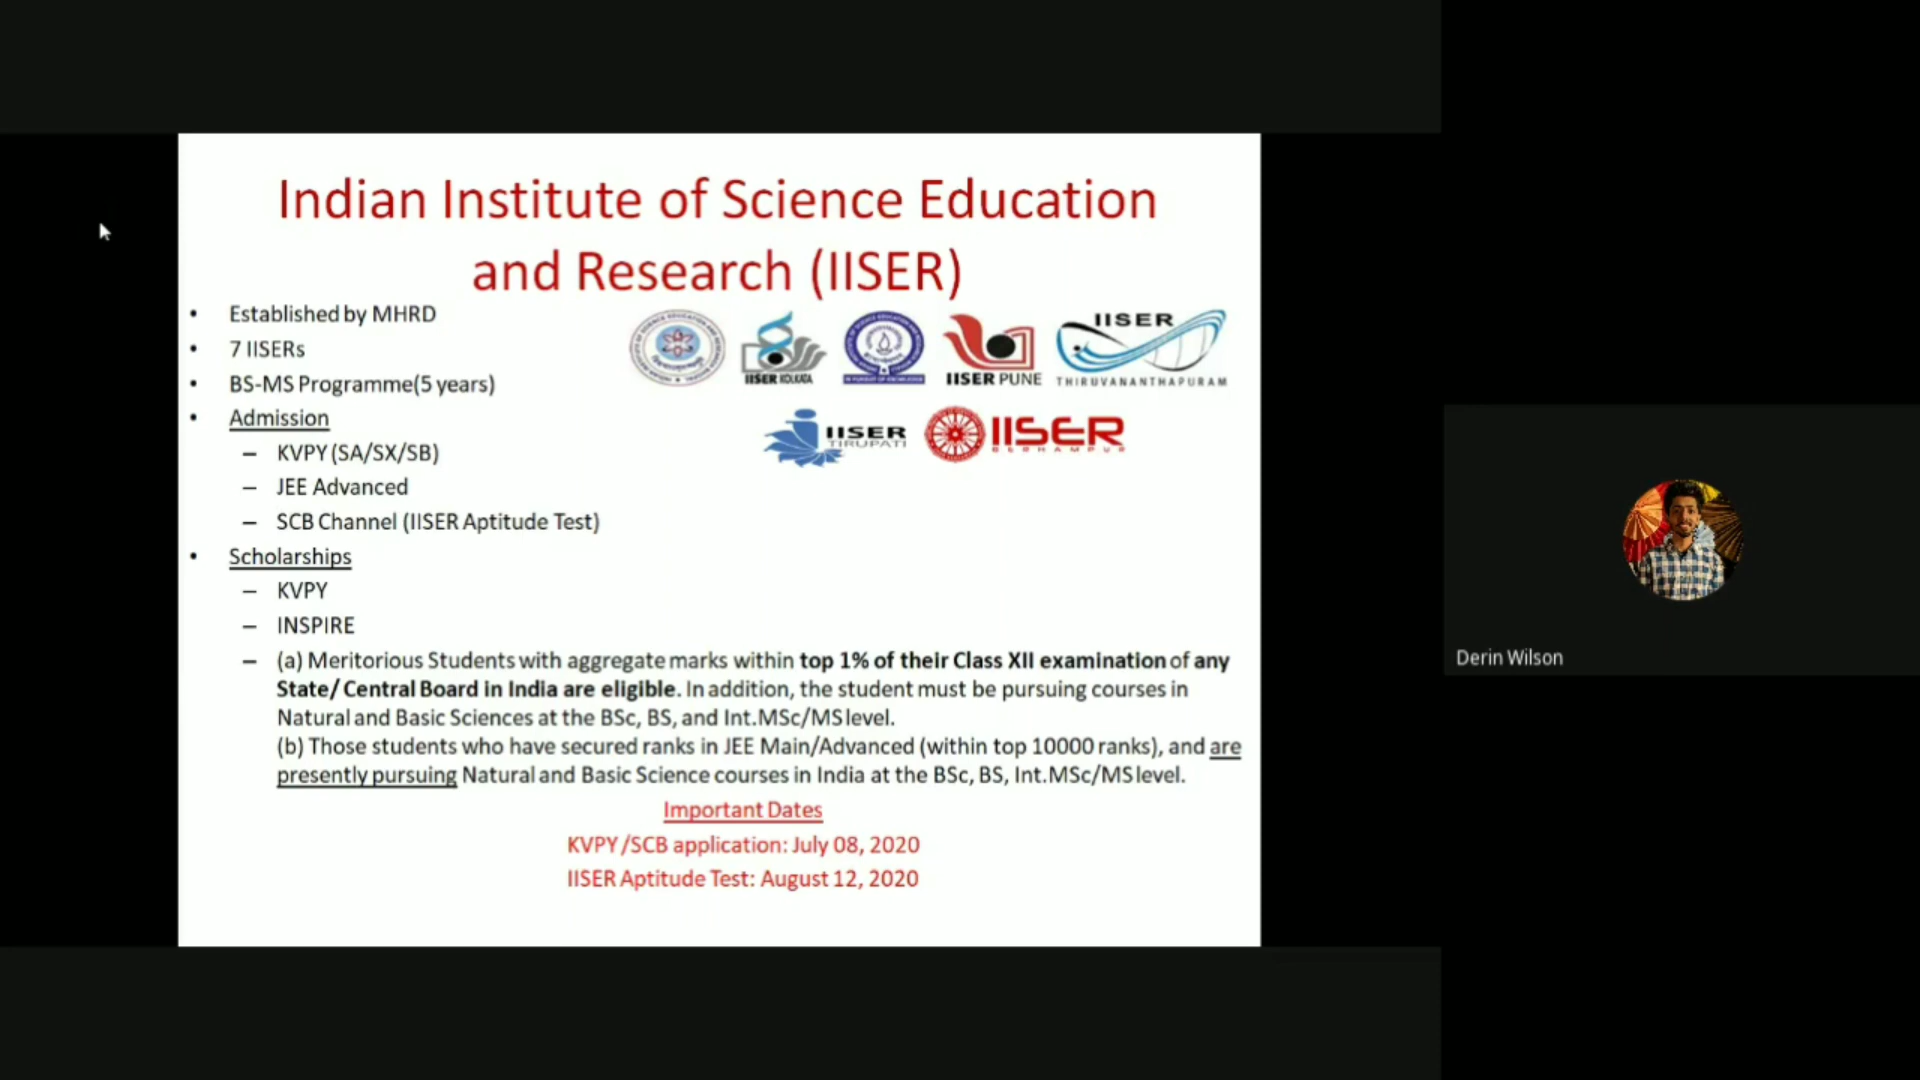 Indian Institute of Science Education
and Research (IISER)
• Established by MHRD
• 7 IISERs
• BS-MS Programme(5 years)
• Admission
– KVPY (SA/SX/SB)
– JEE Advanced
– SCB Channel (IISER Aptitude Test)
IISER KOLKATA
IISER PUNE
IISER
THIRUVANANTHAPURAM
IISER
TIRUPATI
IISER
BERHAMPUR
• Scholarships
– KVPY
– INSPIRE
– (a) Meritorious Students with aggregate marks within top 1% of their Class XII examination of any
State/ Central Board in India are eligible. In addition, the student must be pursuing courses in
Natural and Basic Sciences at the BSc, BS, and Int.MSc/MS level.
(b) Those students who have secured ranks in JEE Main/Advanced (within top 10000 ranks), and are
presently pursuing Natural and Basic Science courses in India at the BSc, BS, Int.MSc/MS level.
Important Dates
KVPY /SCB application: July 08, 2020
IISER Aptitude Test: August 12, 2020
Derin Wilson